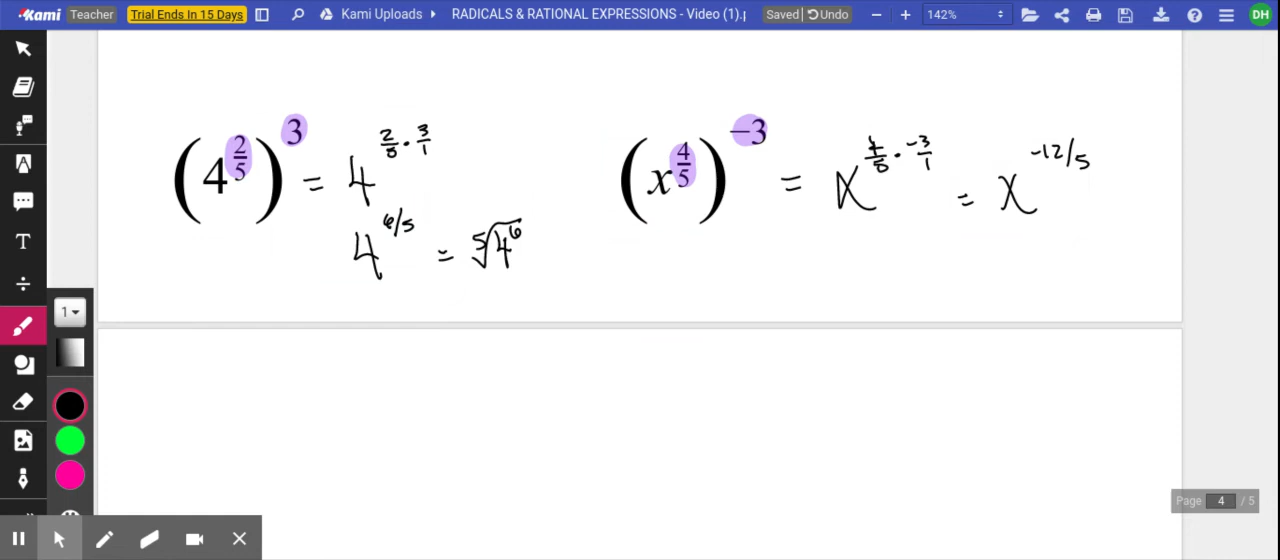 Kami Teacher Trial Ends In 15 Days Kami Uploads RADICALS & RATIONAL EXPRESSIONS - Video (1).p Saved Undo 142% DH
(4^(2/5))^3 = 4^(2/5 · 3/1)
4^(6/5) = ⁵√4^6
(x^(4/5))^−3 = x^(4/5 · -3/1) = x^(-12/5)
T
÷
1
Page 4 / 5